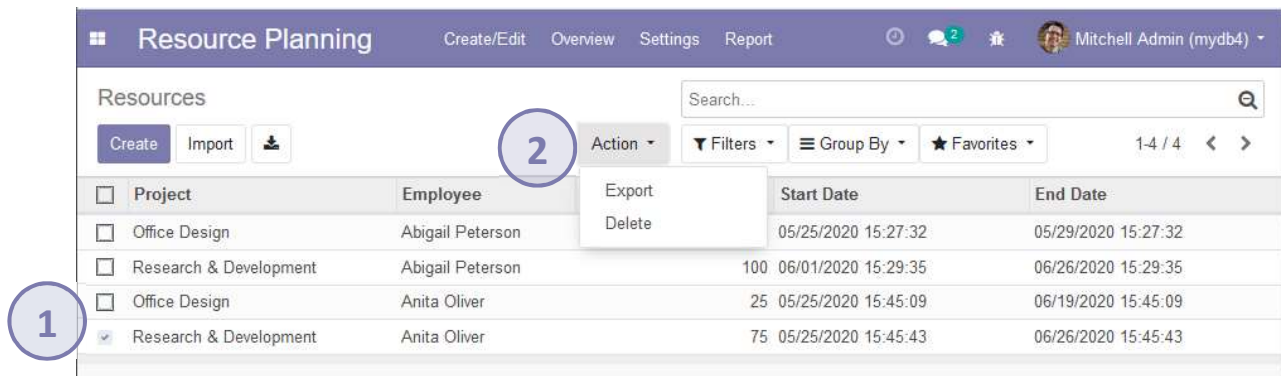 Resource Planning Create/Edit Overview Settings Report 2 Mitchell Admin (mydb4)
Resources Search...
Create Import 2 Action Filters Group By Favorites 1-4 / 4
Export
Delete
Project Employee Start Date End Date
Office Design Abigail Peterson 05/25/2020 15:27:32 05/29/2020 15:27:32
Research & Development Abigail Peterson 100 06/01/2020 15:29:35 06/26/2020 15:29:35
Office Design Anita Oliver 25 05/25/2020 15:45:09 06/19/2020 15:45:09
1 Research & Development Anita Oliver 75 05/25/2020 15:45:43 06/26/2020 15:45:43